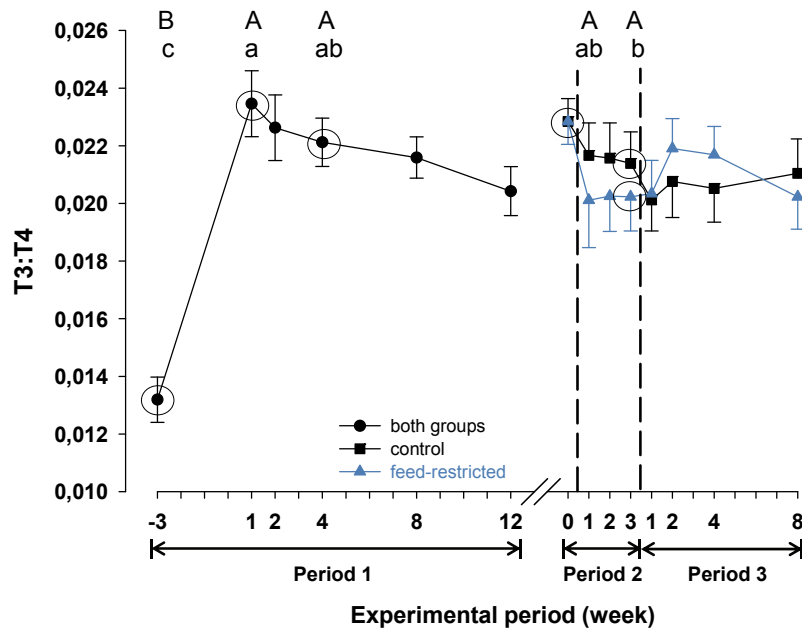 B A A A A
c a ab ab b
0,026
0,024
0,022
0,020
0,018
0,016
0,014
0,012
0,010
T3:T4
both groups
control
feed-restricted
-3 1 2 4 8 12 0 1 2 3 1 2 4 8
Period 1 Period 2 Period 3
Experimental period (week)